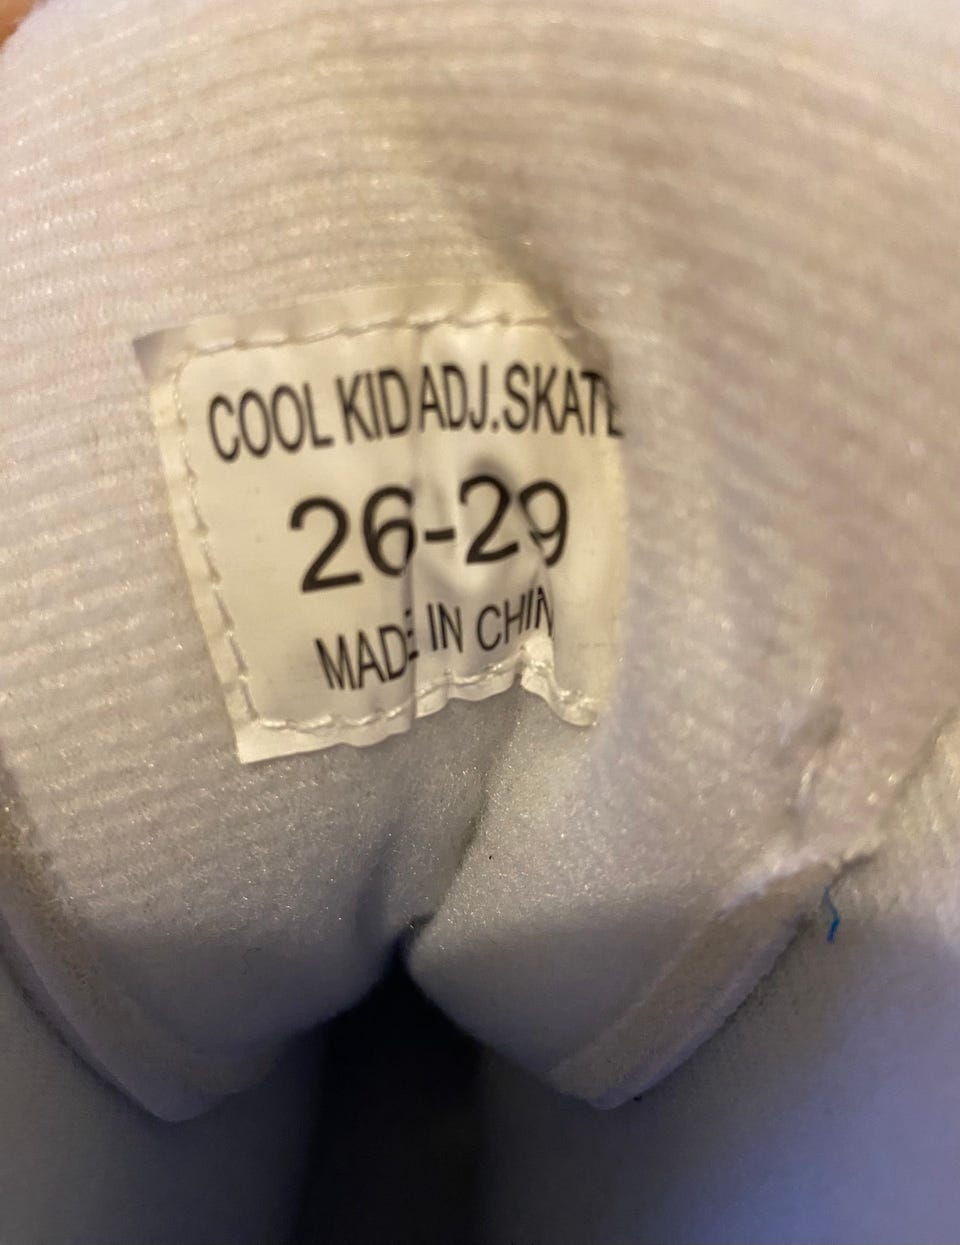 COOL KID ADJ.SKATE
26-29
MADE IN CHIN